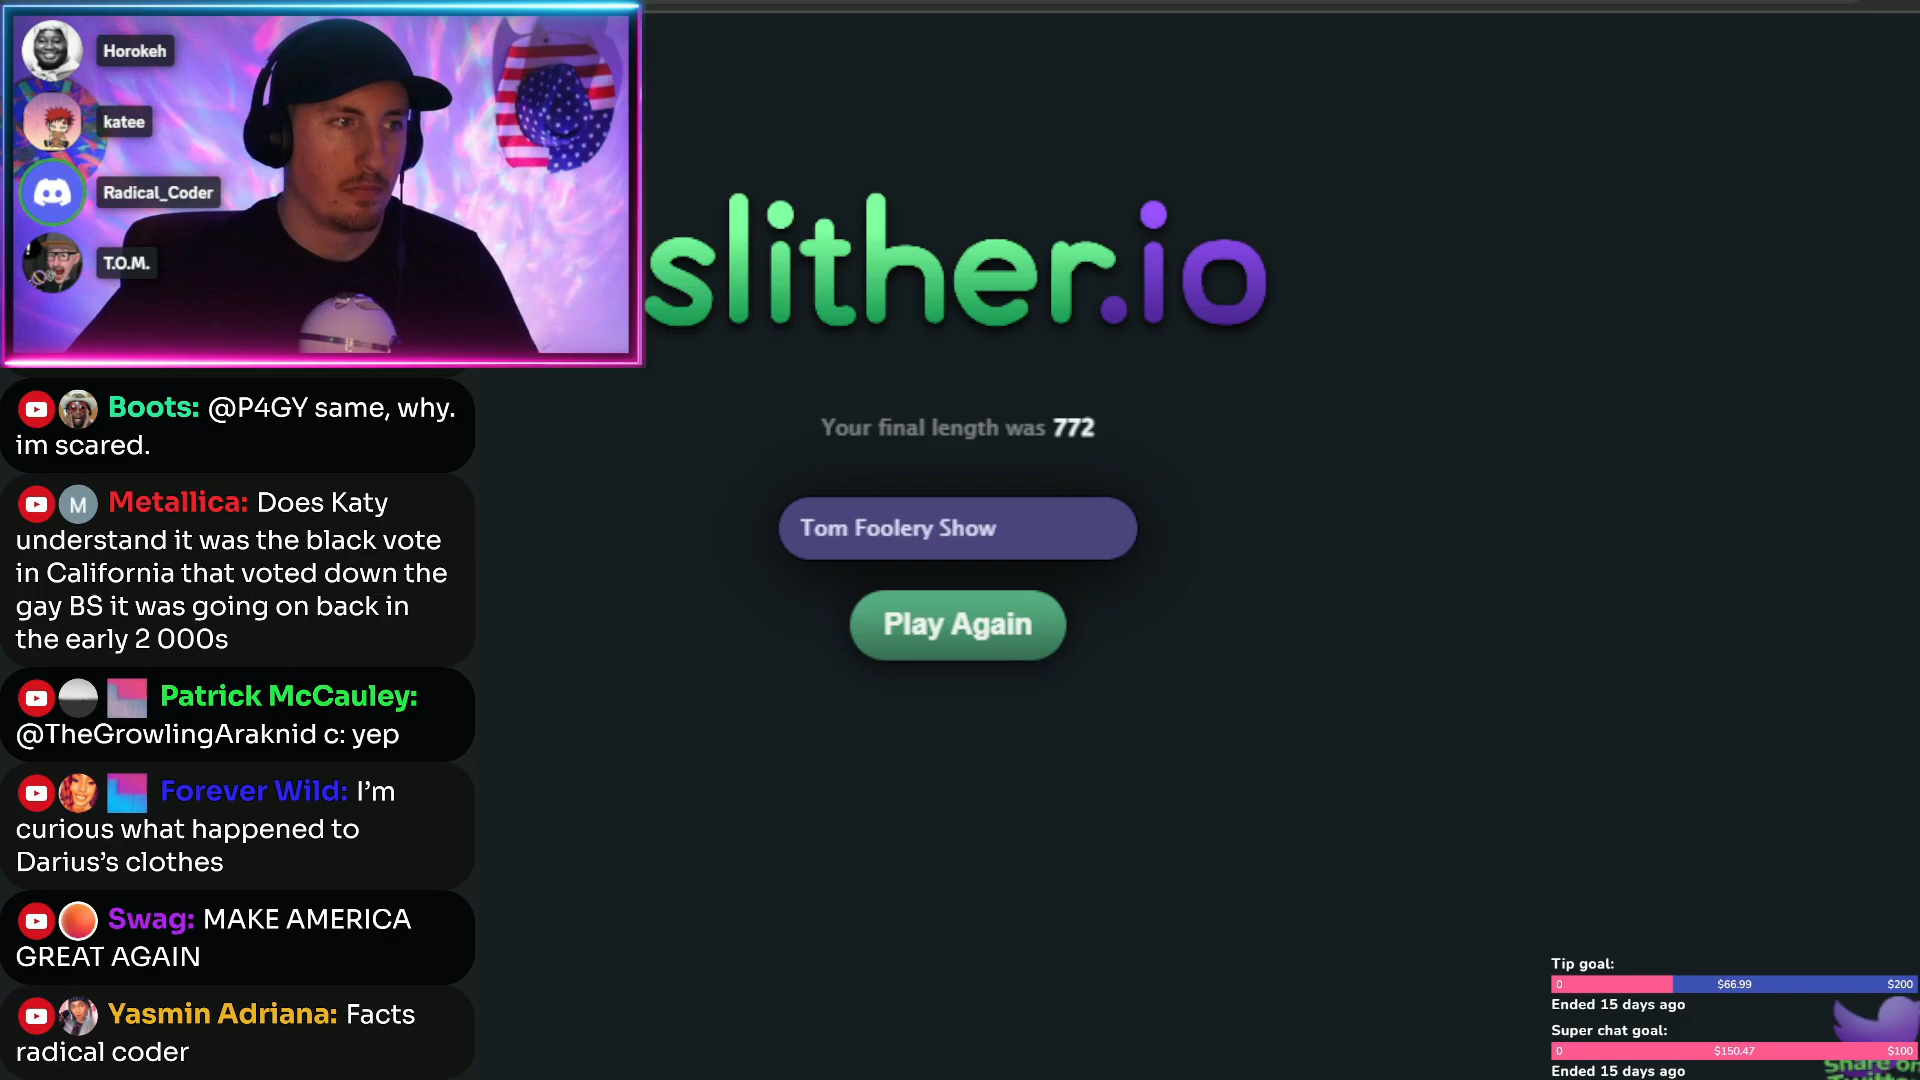 Horokeh
katee
Radical_Coder
T.O.M.
slither.io
Your final length was 772
Tom Foolery Show
Play Again
Boots: @P4GY same, why.
im scared.
M Metallica: Does Katy
understand it was the black vote
in California that voted down the
gay BS it was going on back in
the early 2 000s
Patrick McCauley:
@TheGrowlingAraknid c: yep
Forever Wild: I’m
curious what happened to
Darius’s clothes
Swag: MAKE AMERICA
GREAT AGAIN
Yasmin Adriana: Facts
radical coder
Tip goal:
0 $66.99 $200
Ended 15 days ago
Super chat goal:
0 $150.47 $100
Ended 15 days ago
Share on